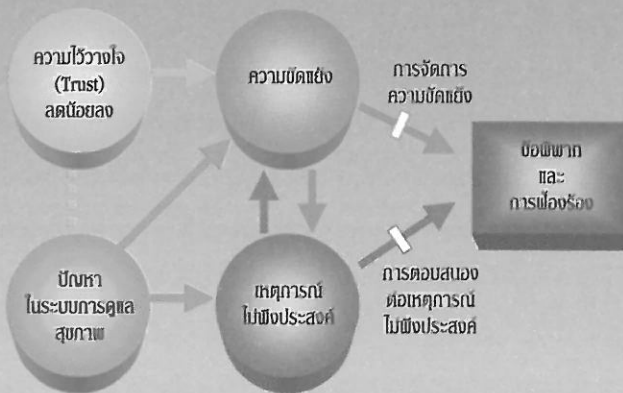 ความไว้วางใจ
(Trust)
ลดน้อยลง
ความขัดแย้ง
การจัดการ
ความขัดแย้ง
ข้อพิพาท
และ
การฟ้องร้อง
ปัญหา
ในระบบการดูแล
สุขภาพ
เหตุการณ์
ไม่พึงประสงค์
การตอบสนอง
ต่อเหตุการณ์
ไม่พึงประสงค์